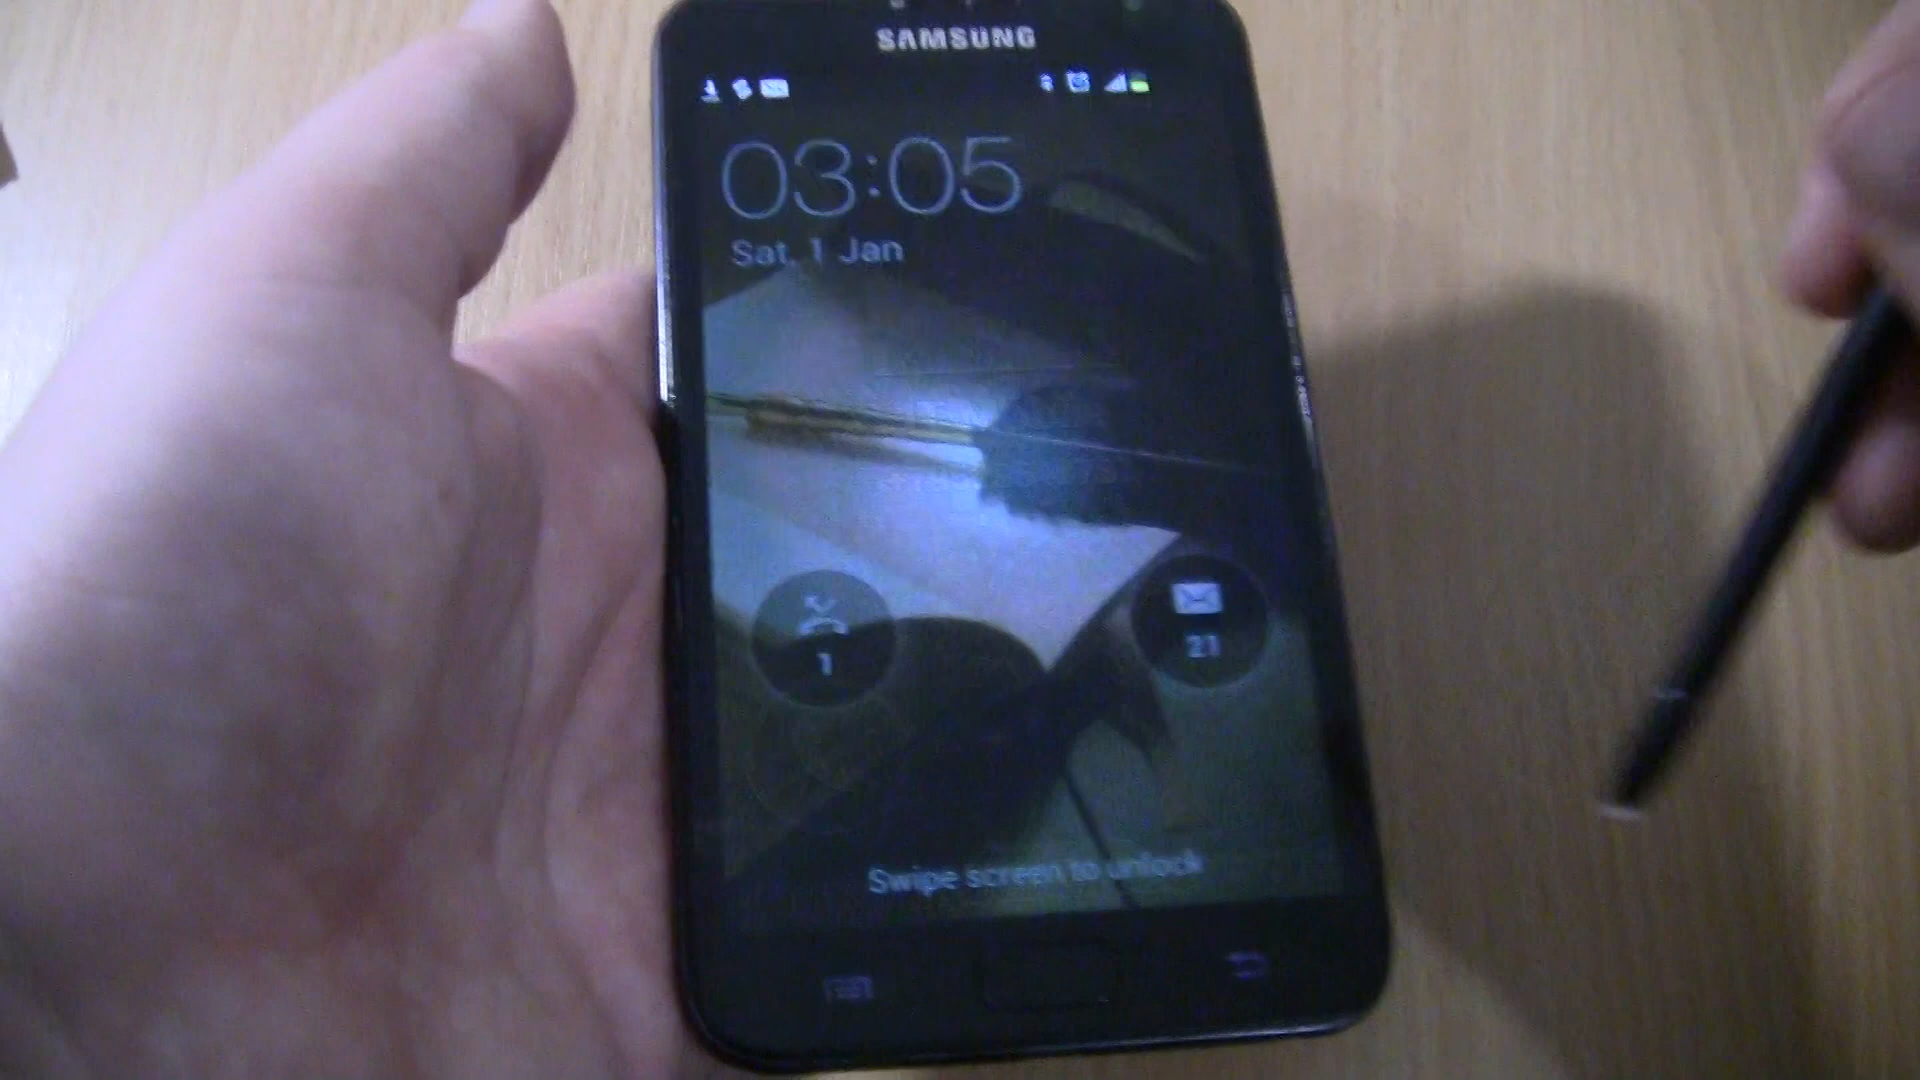 SAMSUNG
03:05
Sat, 1 Jan
1
21
Swipe screen to unlock